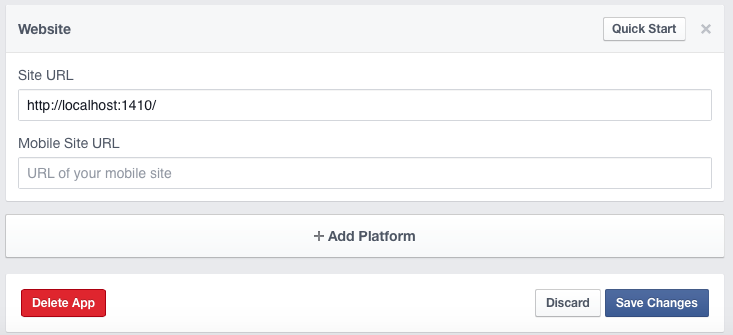 Website
Quick Start ×
Site URL
http://localhost:1410/
Mobile Site URL
URL of your mobile site
+ Add Platform
Delete App
Discard
Save Changes